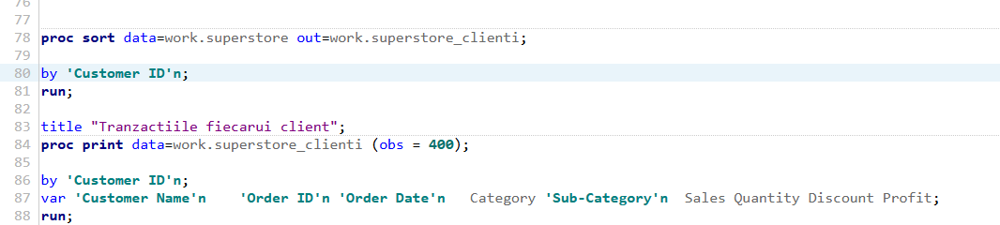 76
77
78 proc sort data=work.superstore out=work.superstore_clienti;
79
80 by 'Customer ID'n;
81 run;
82
83 title "Tranzactiile fiecarui client";
84 proc print data=work.superstore_clienti (obs = 400);
85
86 by 'Customer ID'n;
87 var 'Customer Name'n    'Order ID'n 'Order Date'n   Category 'Sub-Category'n  Sales Quantity Discount Profit;
88 run;